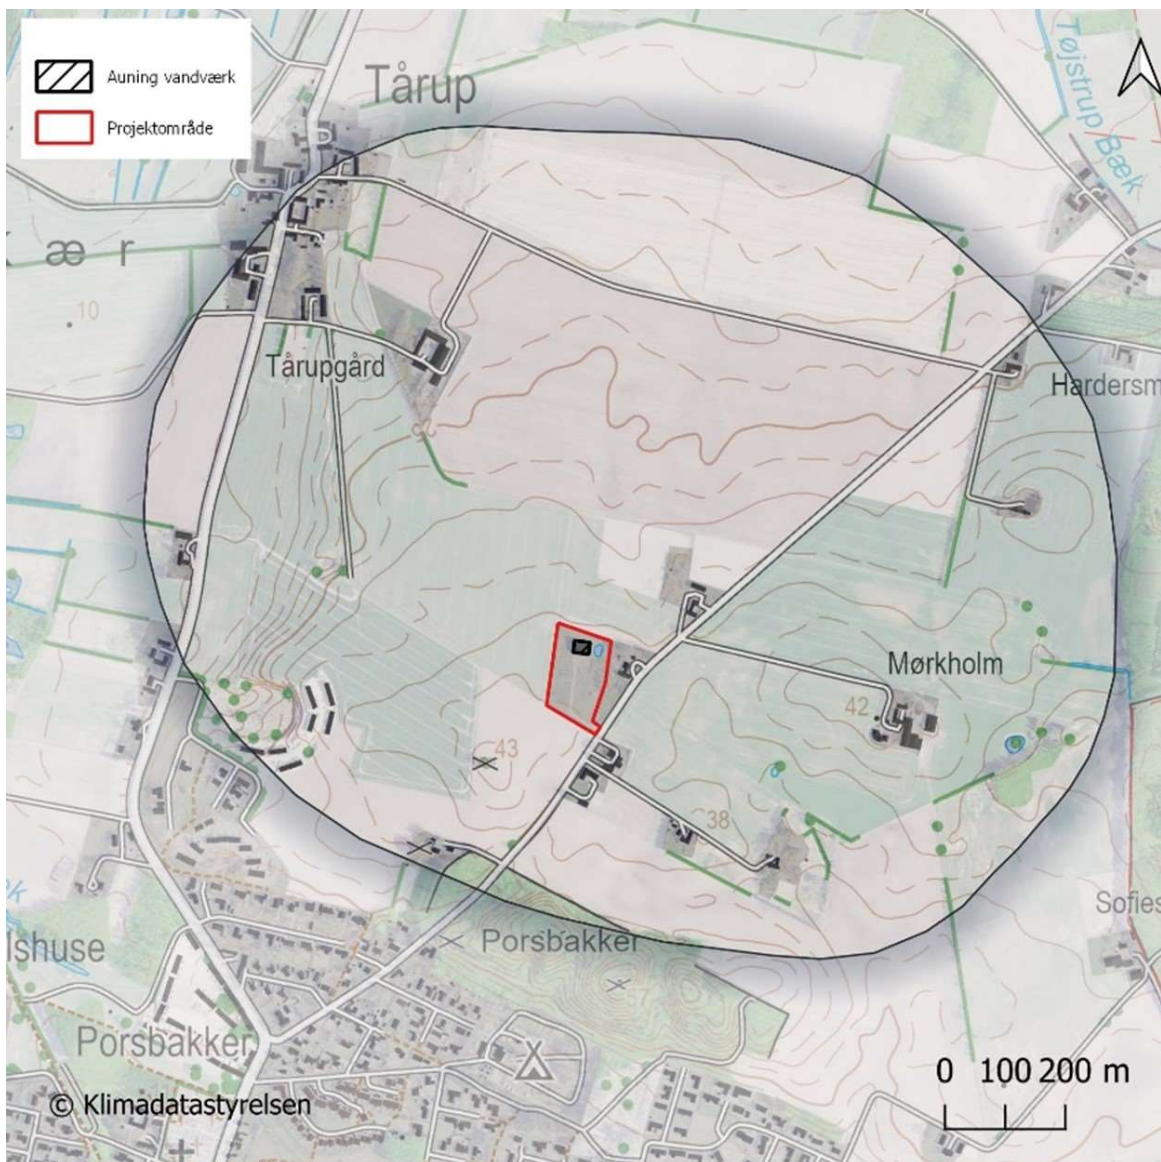 Auning vandværk
Projektområde
Tårup
Tøjstrup Bæk
ær
10
Tårupgård
Hardersm
Mørkholm
42
43
38
Sofies
Porsbakker
lshuse
Porsbakker
0 100 200 m
© Klimadatastyrelsen